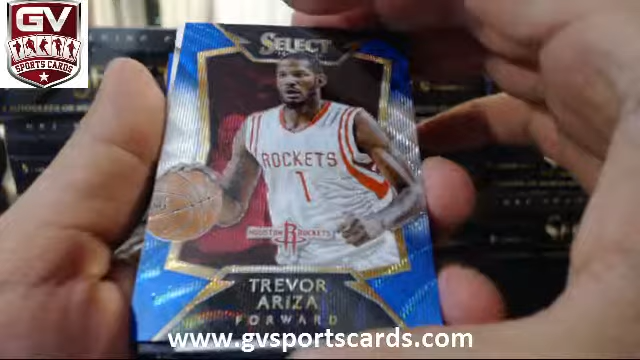 GV
SPORTS CARDS
SELECT
ROCKETS
1
HOUSTON ROCKETS
TREVOR
ARIZA
FORWARD
www.gvsportscards.com